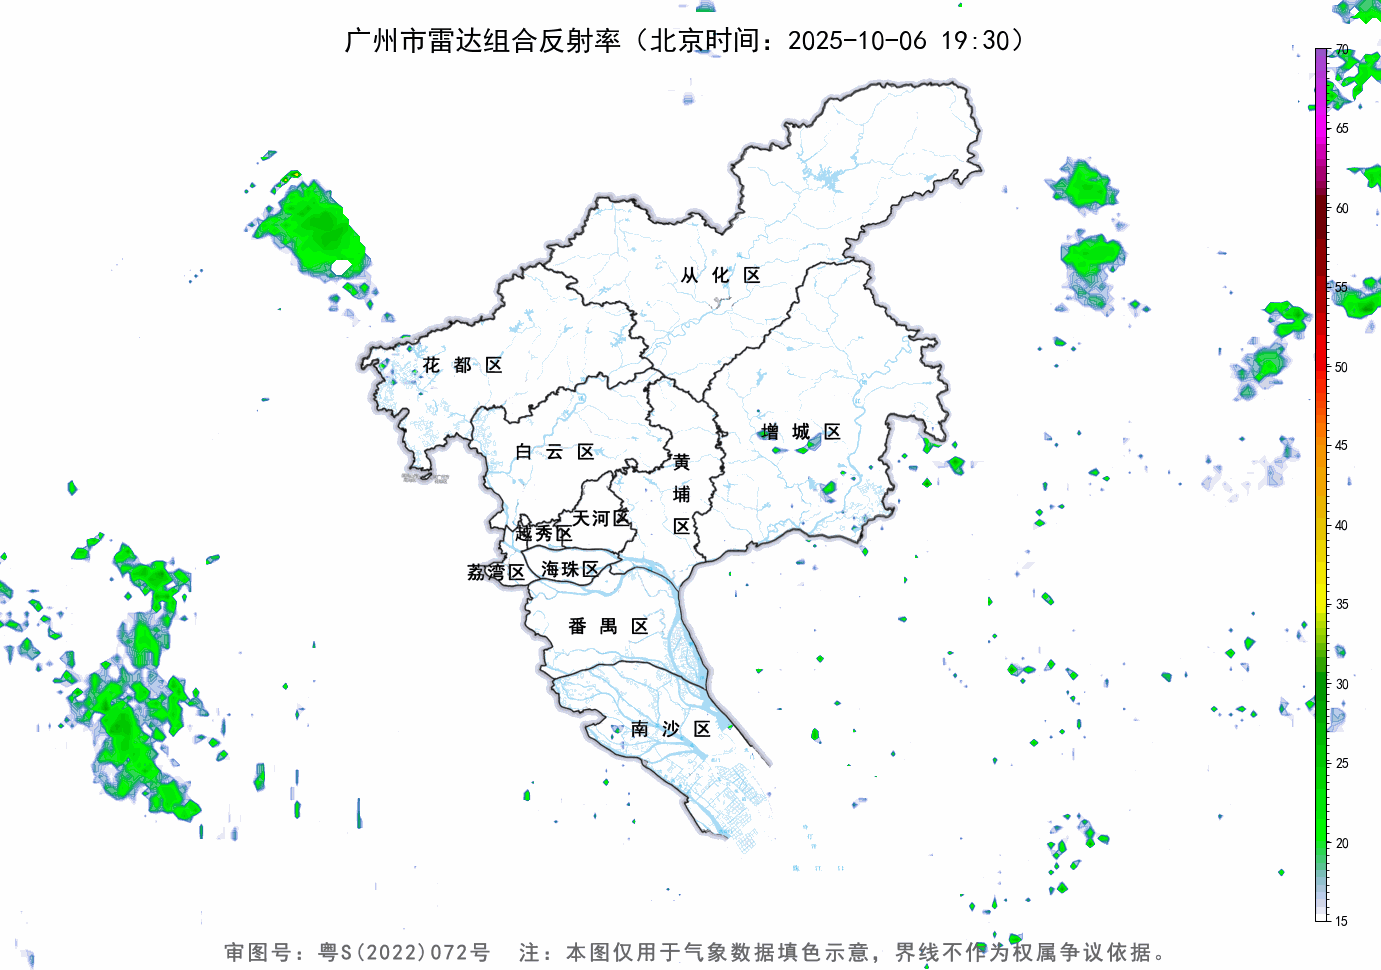 广州市雷达组合反射率（北京时间：2025-10-06 19:30）
70
65
60
55
50
45
40
35
30
25
20
15
从化区
花都区
增城区
白云区
黄埔区
天河区
越秀区
荔湾区
海珠区
番禺区
南沙区
审图号：粤S(2022)072号 注：本图仅用于气象数据填色示意，界线不作为权属争议依据。